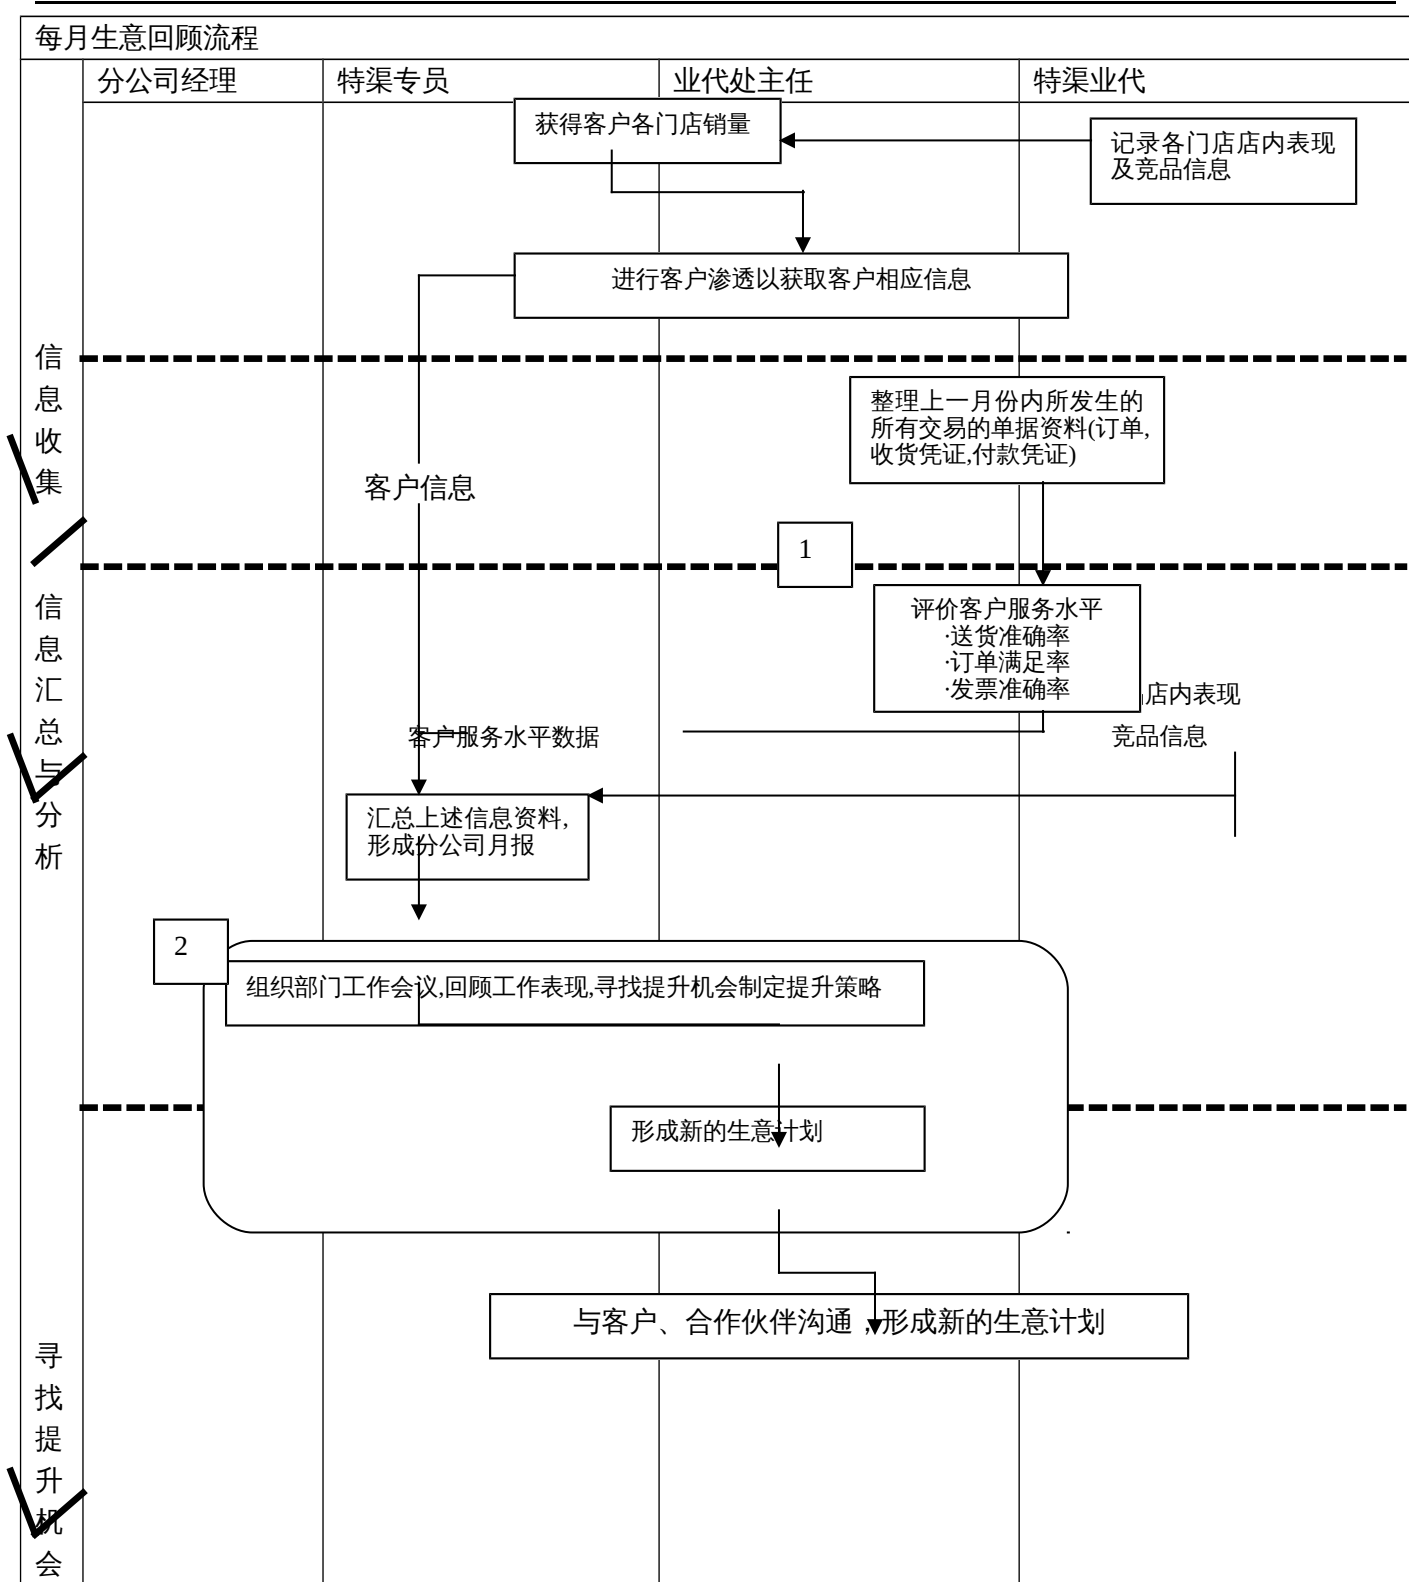 每月生意回顾流程
分公司经理
特渠专员
业代处主任
特渠业代
获得客户各门店销量
记录各门店店内表现
及竞品信息
进行客户渗透以获取客户相应信息
信
息
收
集
整理上一月份内所发生的
所有交易的单据资料(订单,
收货凭证,付款凭证)
客户信息
1
评价客户服务水平
·送货准确率
·订单满足率
·发票准确率
店内表现
竞品信息
客户服务水平数据
信
息
汇
总
与
分
析
汇总上述信息资料,
形成分公司月报
2
组织部门工作会议,回顾工作表现,寻找提升机会制定提升策略
形成新的生意计划
与客户、合作伙伴沟通,形成新的生意计划
寻
找
提
升
机
会